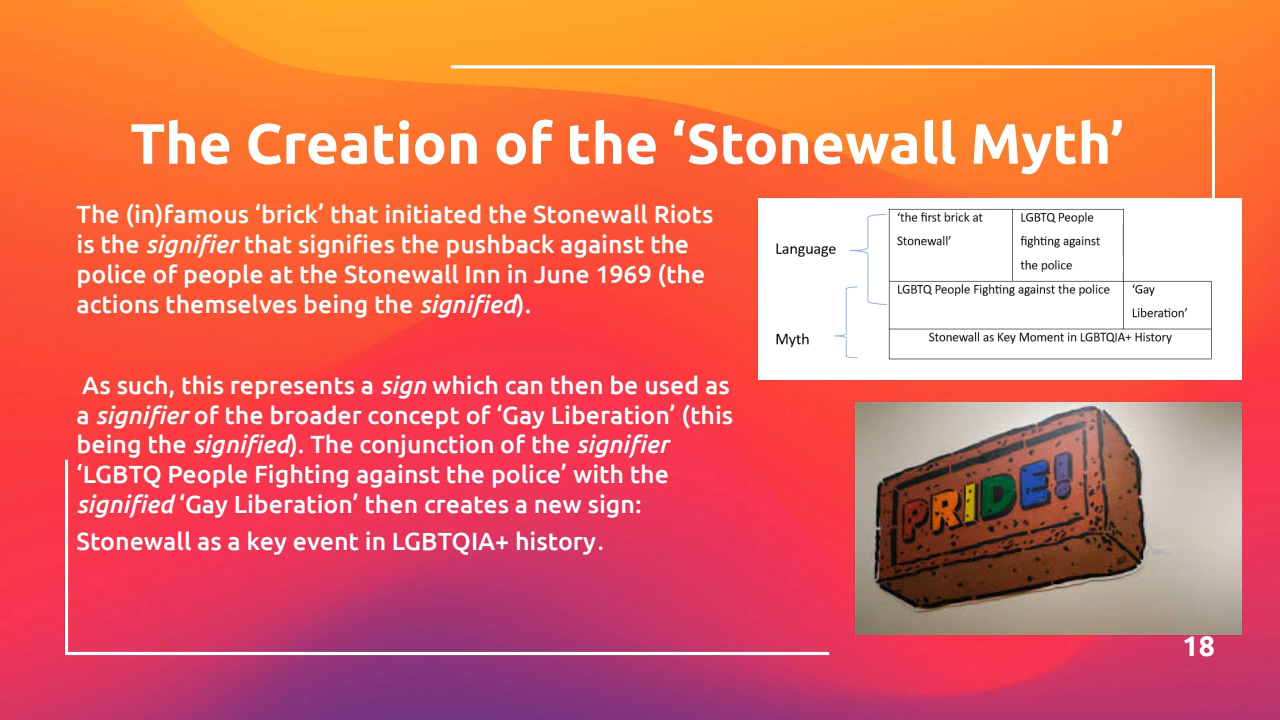 The Creation of the ‘Stonewall Myth’
The (in)famous ‘brick’ that initiated the Stonewall Riots
is the signifier that signifies the pushback against the
police of people at the Stonewall Inn in June 1969 (the
actions themselves being the signified).
As such, this represents a sign which can then be used as
a signifier of the broader concept of ‘Gay Liberation’ (this
being the signified). The conjunction of the signifier
‘LGBTQ People Fighting against the police’ with the
signified ‘Gay Liberation’ then creates a new sign:
Stonewall as a key event in LGBTQIA+ history.
Language
‘the first brick at
Stonewall’
LGBTQ People
fighting against
the police
Myth
LGBTQ People Fighting against the police
‘Gay
Liberation’
Stonewall as Key Moment in LGBTQIA+ History
PRIDE!
18